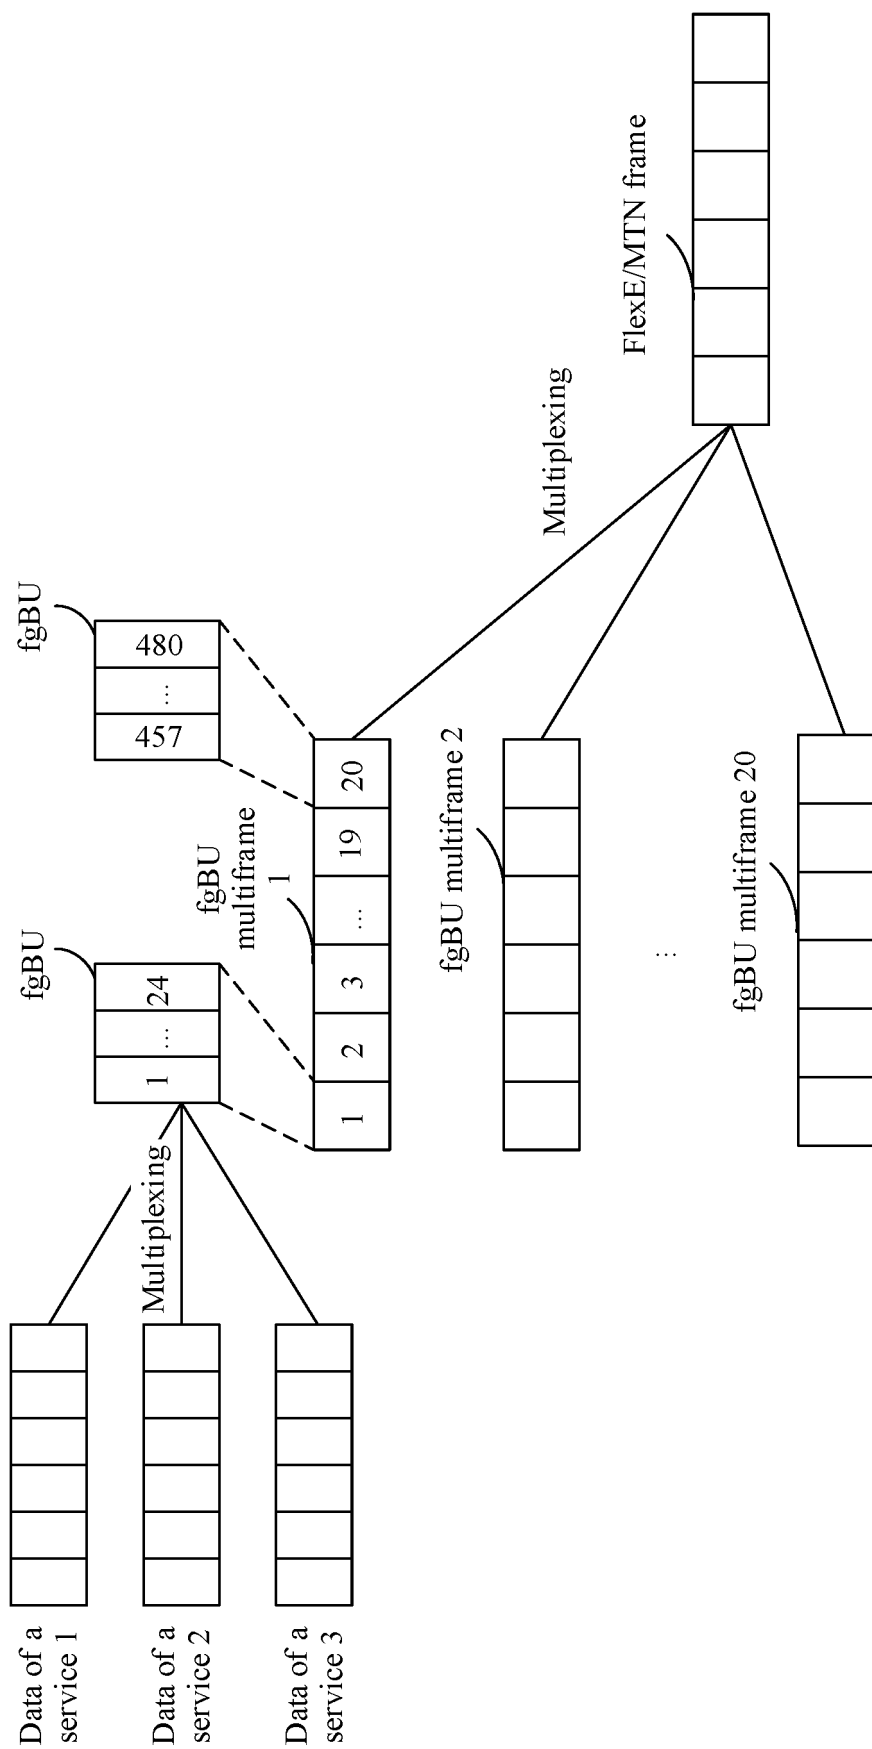 Data of a
service 1
Data of a
service 2
Data of a
service 3
Multiplexing
fgBU
1
...
24
fgBU
457
...
480
fgBU
multiframe
1
1
2
3
...
19
20
fgBU multiframe 2
...
fgBU multiframe 20
Multiplexing
FlexE/MTN frame